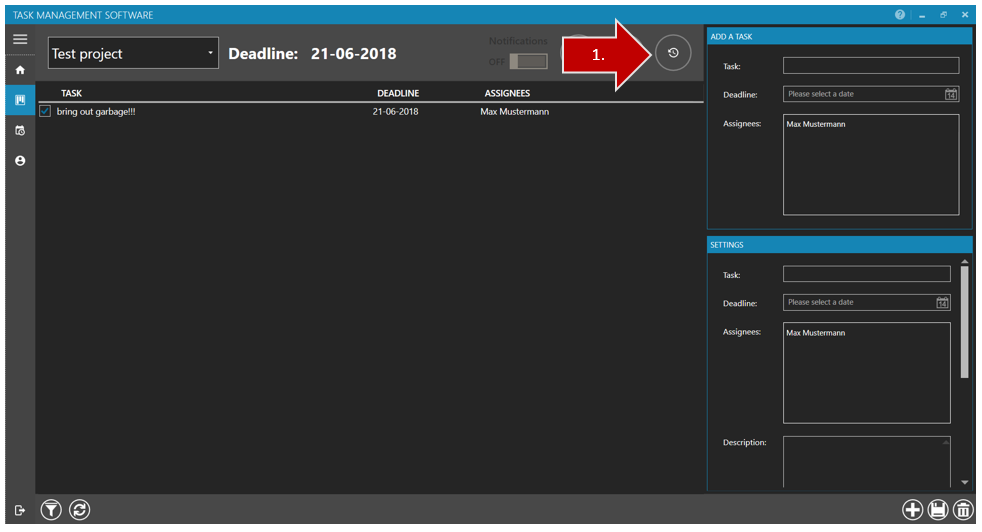 TASK MANAGEMENT SOFTWARE
Test project
Deadline: 21-06-2018
Notifications
OFF
1.
TASK DEADLINE ASSIGNEES
bring out garbage!!! 21-06-2018 Max Mustermann
ADD A TASK
Task:
Deadline: Please select a date 14
Assignees: Max Mustermann
SETTINGS
Task:
Deadline: Please select a date 14
Assignees: Max Mustermann
Description: